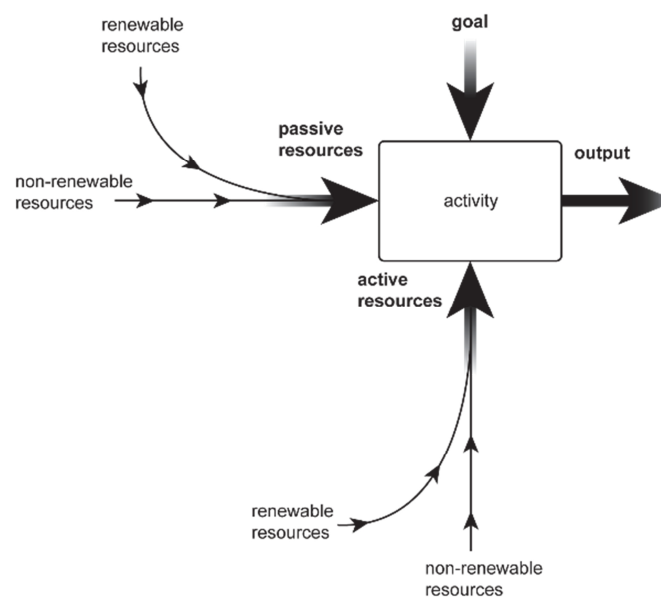 renewable
resources
goal
passive
resources
output
non-renewable
resources
activity
active
resources
renewable
resources
non-renewable
resources